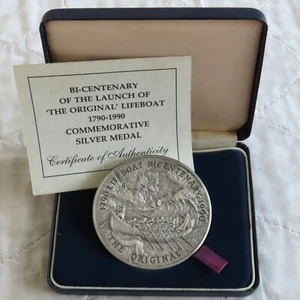 BI-CENTENARY
OF THE LAUNCH OF
'THE ORIGINAL' LIFEBOAT
1790-1990
COMMEMORATIVE
SILVER MEDAL
Certificate of Authenticity
1790 LIFEBOAT BICENTENARY 1990
THE ORIGINAL